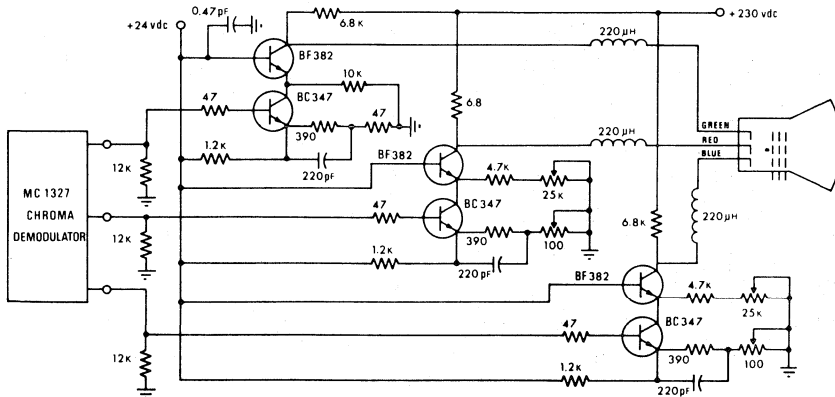 0.47pF
+24vdc
6.8K
+230 vdc
BF382
220µH
10K
47
BC347
47
390
6.8
GREEN
220µH
RED
BLUE
1.2K
220pF
BF382
12K
4.7K
25K
MC 1327
CHROMA
DEMODULATOR
47
BC347
6.8K
220µH
12K
390
100
1.2K
220pF
BF382
4.7K
25K
47
BC347
12K
390
100
1.2K
220pF